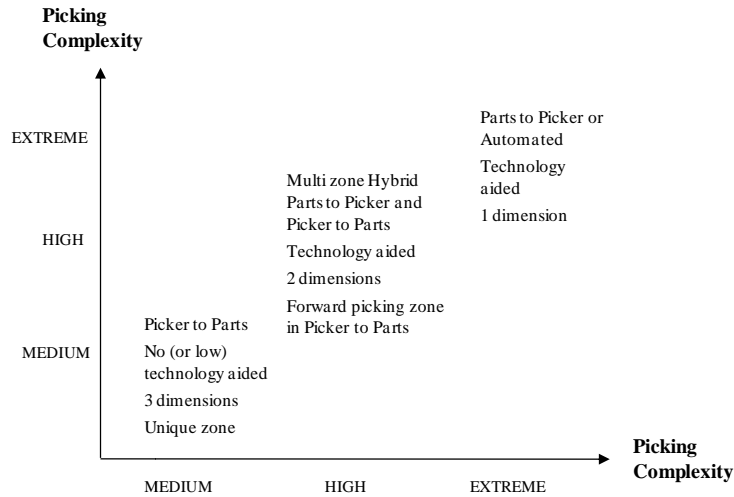 Picking
Complexity
EXTREME
HIGH
MEDIUM
Parts to Picker or
Automated
Technology
aided
1 dimension
Multi zone Hybrid
Parts to Picker and
Picker to Parts
Technology aided
2 dimensions
Forward picking zone
in Picker to Parts
Picker to Parts
No (or low)
technology aided
3 dimensions
Unique zone
Picking
Complexity
MEDIUM
HIGH
EXTREME